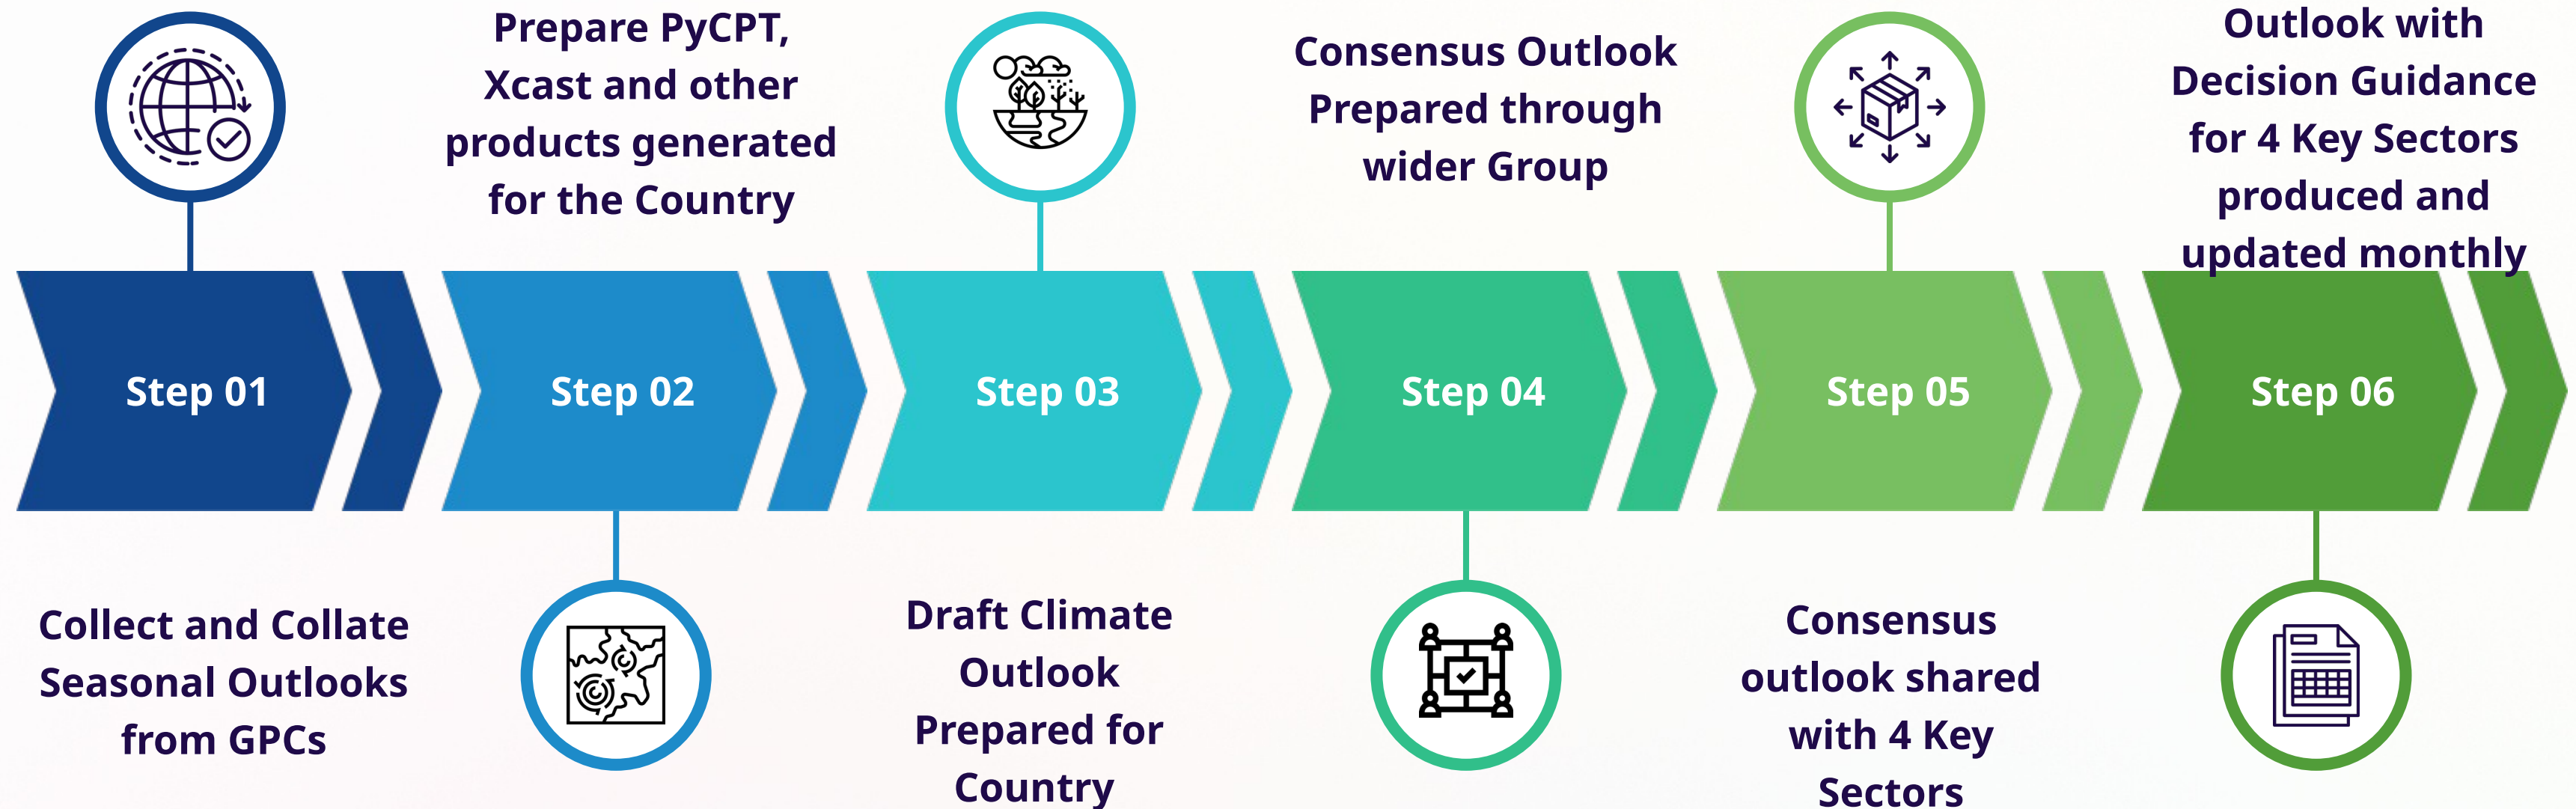 Prepare PyCPT,
Xcast and other
products generated
for the Country
Consensus Outlook
Prepared through
wider Group
Outlook with
Decision Guidance
for 4 Key Sectors
produced and
updated monthly
Step 01
Step 02
Step 03
Step 04
Step 05
Step 06
Collect and Collate
Seasonal Outlooks
from GPCs
Draft Climate
Outlook
Prepared for
Country
Consensus
outlook shared
with 4 Key
Sectors